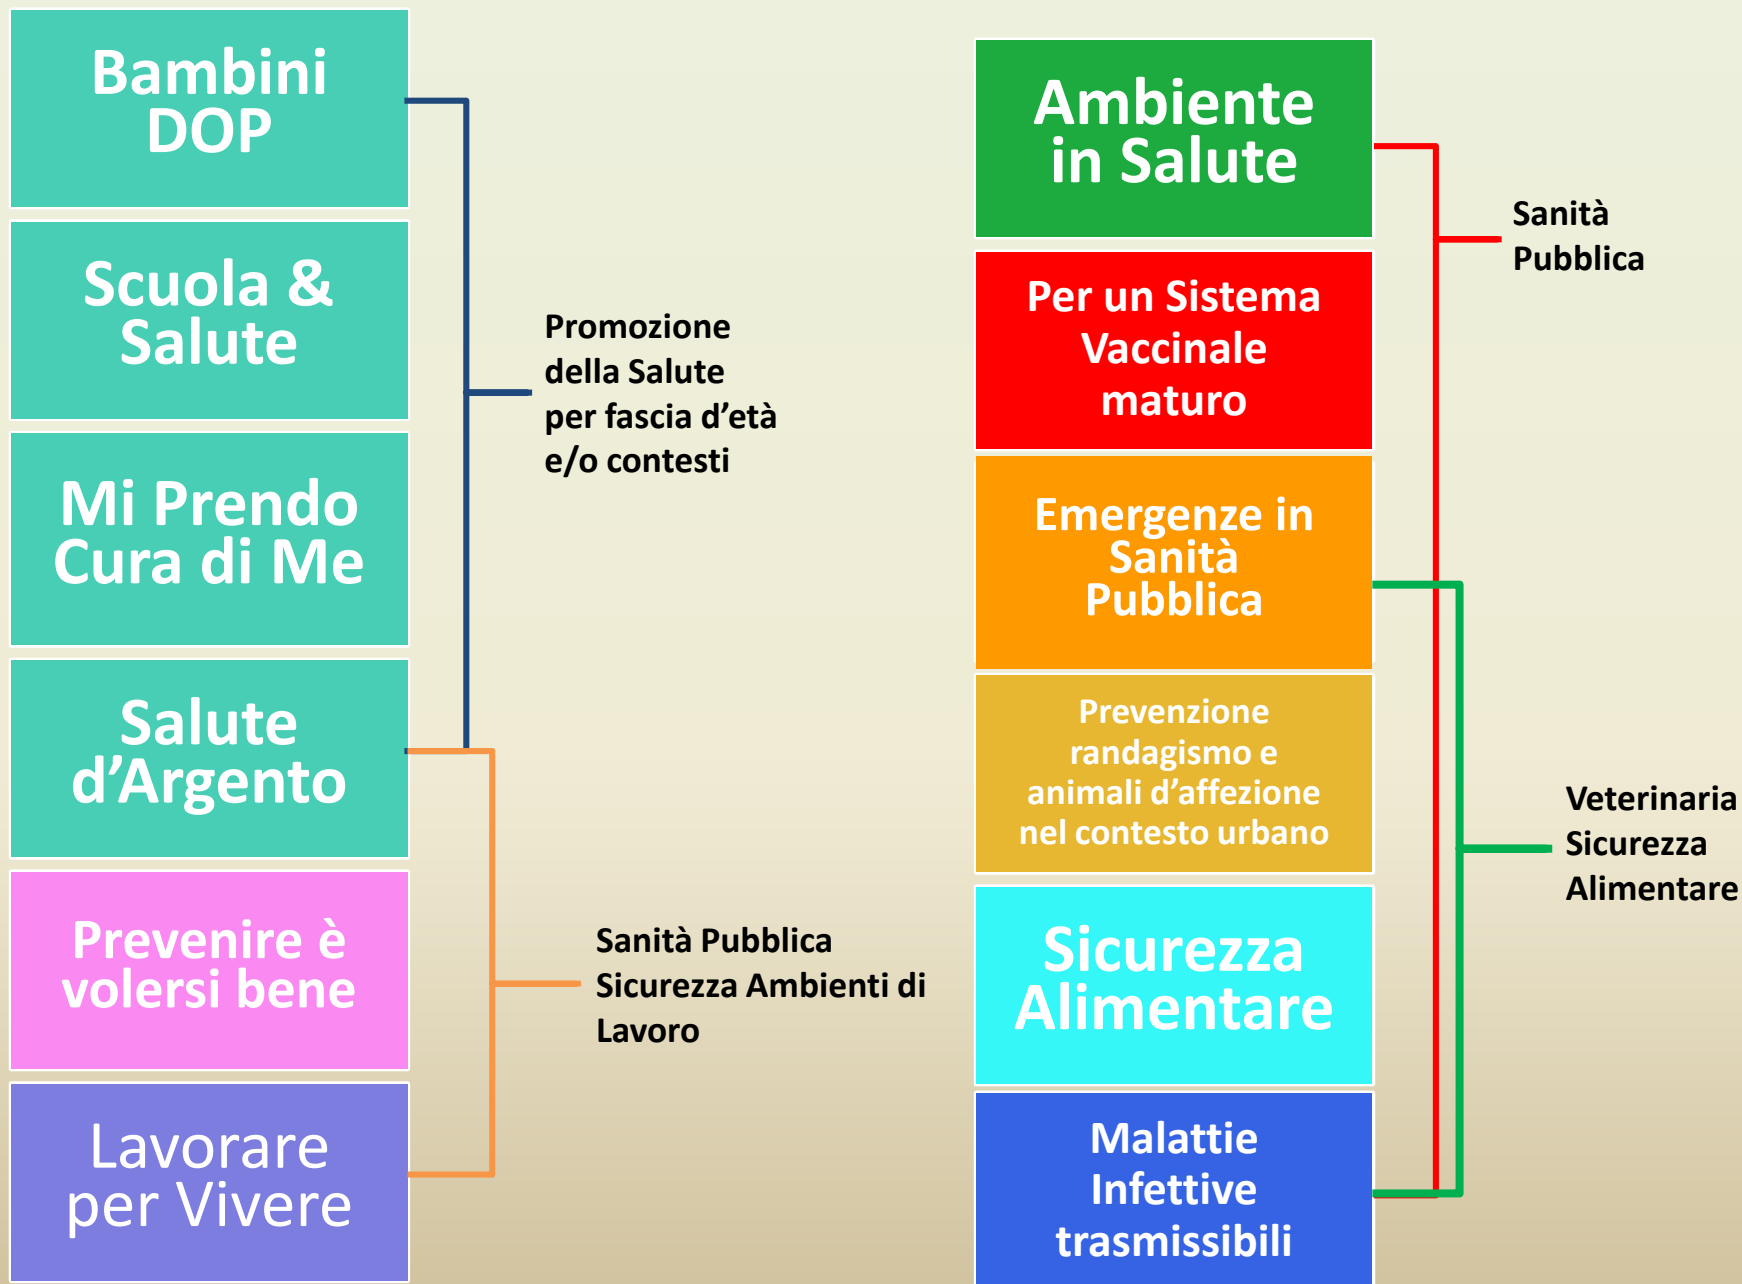 Bambini
DOP
Scuola &
Salute
Mi Prendo
Cura di Me
Salute
d’Argento
Prevenire è
volersi bene
Lavorare
per Vivere
Promozione
della Salute
per fascia d’età
e/o contesti
Sanità Pubblica
Sicurezza Ambienti di
Lavoro
Ambiente
in Salute
Per un Sistema
Vaccinale
maturo
Emergenze in
Sanità
Pubblica
Prevenzione
randagismo e
animali d’affezione
nel contesto urbano
Sicurezza
Alimentare
Malattie
Infettive
trasmissibili
Sanità
Pubblica
Veterinaria
Sicurezza
Alimentare